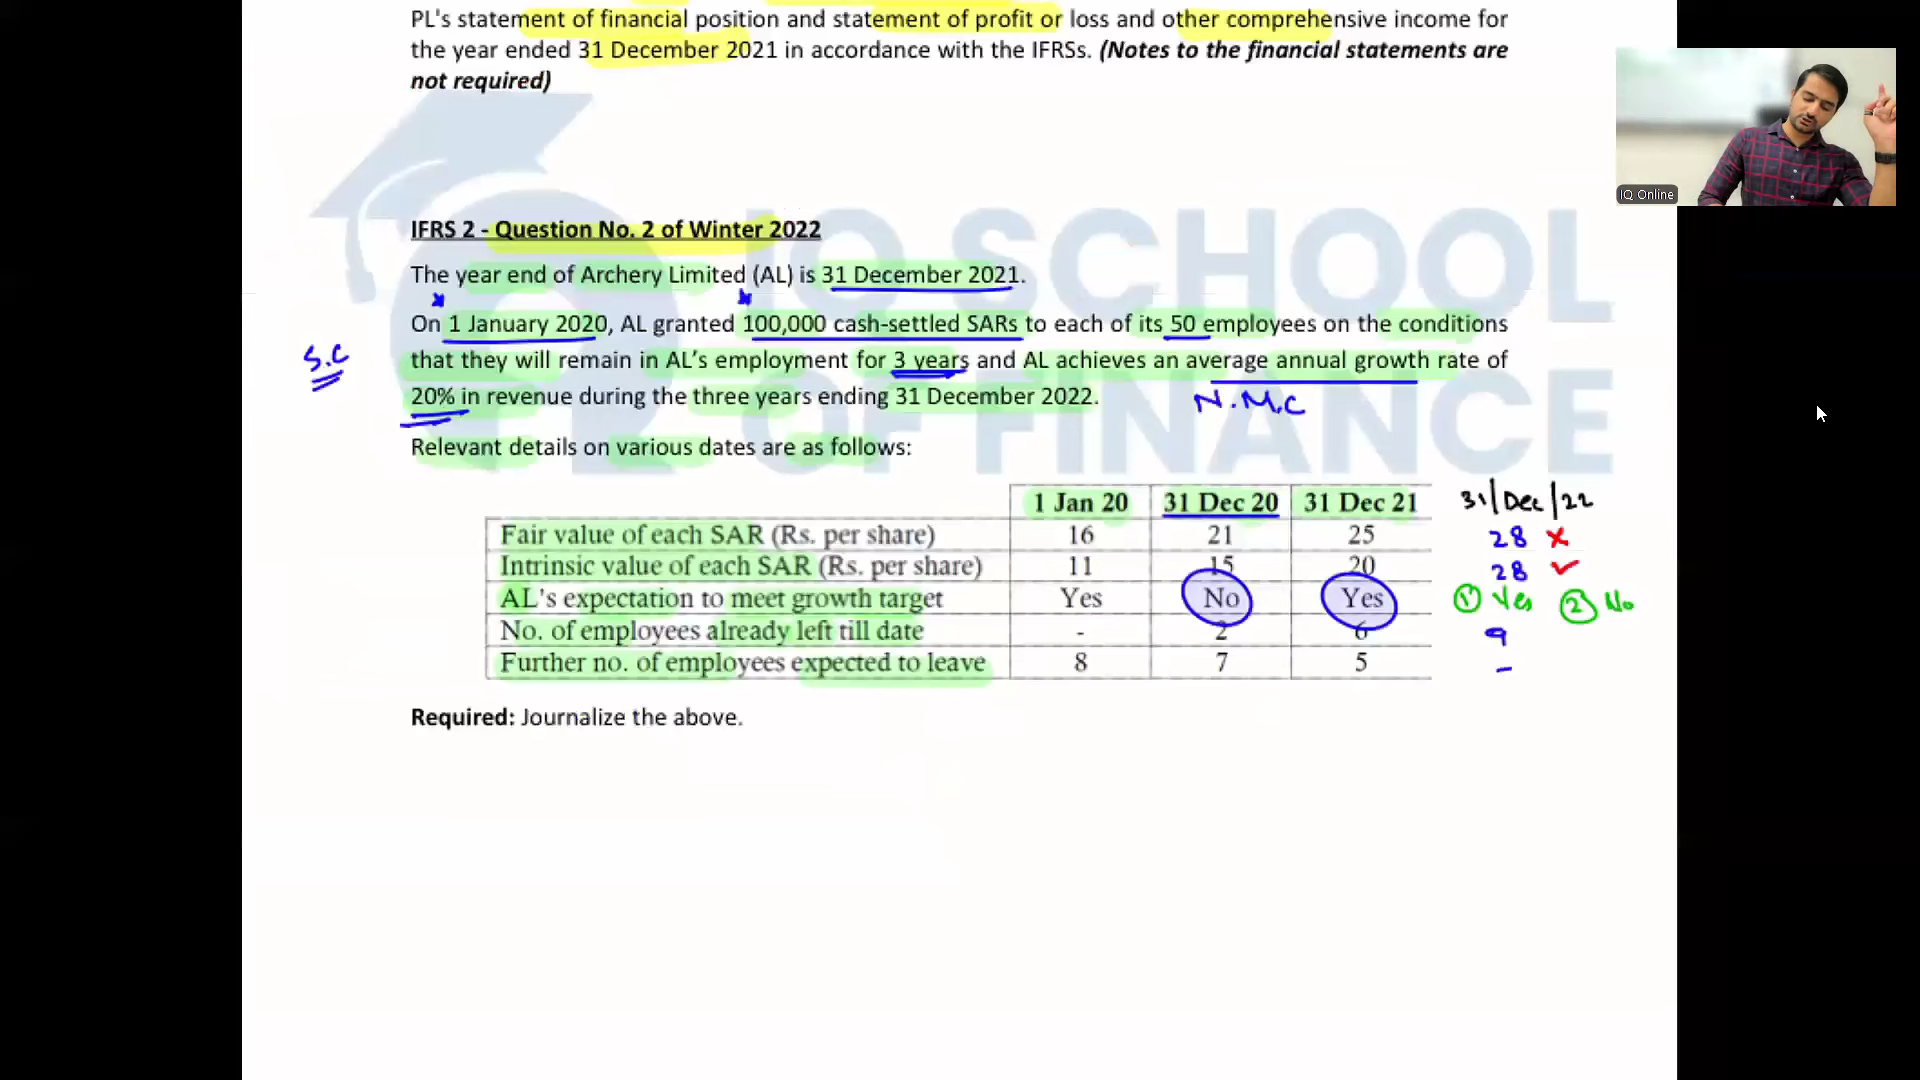 PL's statement of financial position and statement of profit or loss and other comprehensive income for
the year ended 31 December 2021 in accordance with the IFRSs. (Notes to the financial statements are
not required)
IQ Online
IQ SCHOOL
OF FINANCE
IFRS 2 - Question No. 2 of Winter 2022
The year end of Archery Limited (AL) is 31 December 2021.
On 1 January 2020, AL granted 100,000 cash-settled SARs to each of its 50 employees on the conditions
S.C
that they will remain in AL's employment for 3 years and AL achieves an average annual growth rate of
20% in revenue during the three years ending 31 December 2022.
N.M.C
Relevant details on various dates are as follows:
1 Jan 20 31 Dec 20 31 Dec 21 31/Dec/22
Fair value of each SAR (Rs. per share) 16 21 25 28 ×
Intrinsic value of each SAR (Rs. per share) 11 15 20 28 ✓
AL's expectation to meet growth target Yes No Yes 1 Yes 2 No
No. of employees already left till date - 2 6 9
Further no. of employees expected to leave 8 7 5 -
Required: Journalize the above.